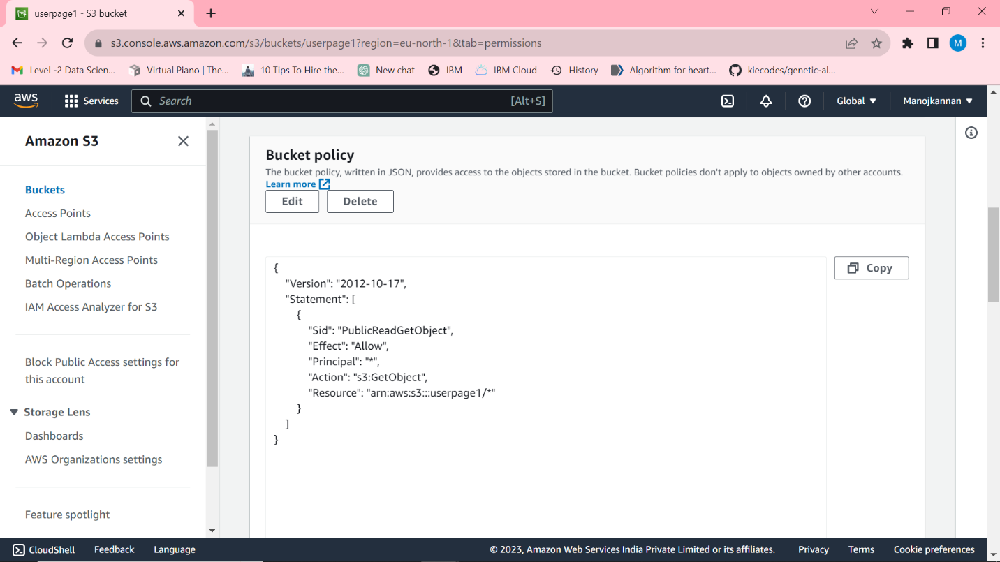 userpage1 - S3 bucket
s3.console.aws.amazon.com/s3/buckets/userpage1?region=eu-north-1&tab=permissions
M
Level -2 Data Scien... Virtual Piano | The... 10 Tips To Hire the... New chat IBM IBM Cloud History Algorithm for heart... kiecodes/genetic-al...
aws Services Search [Alt+S] Global Manojkannan
Amazon S3
Buckets
Access Points
Object Lambda Access Points
Multi-Region Access Points
Batch Operations
IAM Access Analyzer for S3
Block Public Access settings for
this account
Storage Lens
Dashboards
AWS Organizations settings
Feature spotlight
Bucket policy
The bucket policy, written in JSON, provides access to the objects stored in the bucket. Bucket policies don't apply to objects owned by other accounts.
Learn more
Edit Delete
Copy
{
"Version": "2012-10-17",
"Statement": [
{
"Sid": "PublicReadGetObject",
"Effect": "Allow",
"Principal": "*",
"Action": "s3:GetObject",
"Resource": "arn:aws:s3:::userpage1/*"
}
]
}
CloudShell Feedback Language © 2023, Amazon Web Services India Private Limited or its affiliates. Privacy Terms Cookie preferences